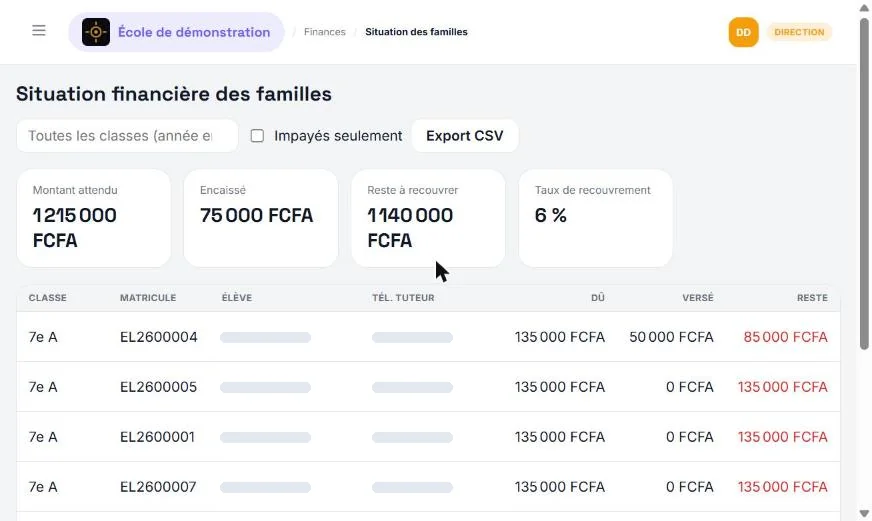 École de démonstration / Finances / Situation des familles DD DIRECTION
Situation financière des familles
Toutes les classes (année e Impayés seulement Export CSV
Montant attendu Encaissé Reste à recouvrer Taux de recouvrement
1 215 000 FCFA 75 000 FCFA 1 140 000 FCFA 6 %
CLASSE MATRICULE ÉLÈVE TÉL. TUTEUR DÛ VERSÉ RESTE
7e A EL2600004 135 000 FCFA 50 000 FCFA 85 000 FCFA
7e A EL2600005 135 000 FCFA 0 FCFA 135 000 FCFA
7e A EL2600001 135 000 FCFA 0 FCFA 135 000 FCFA
7e A EL2600007 135 000 FCFA 0 FCFA 135 000 FCFA